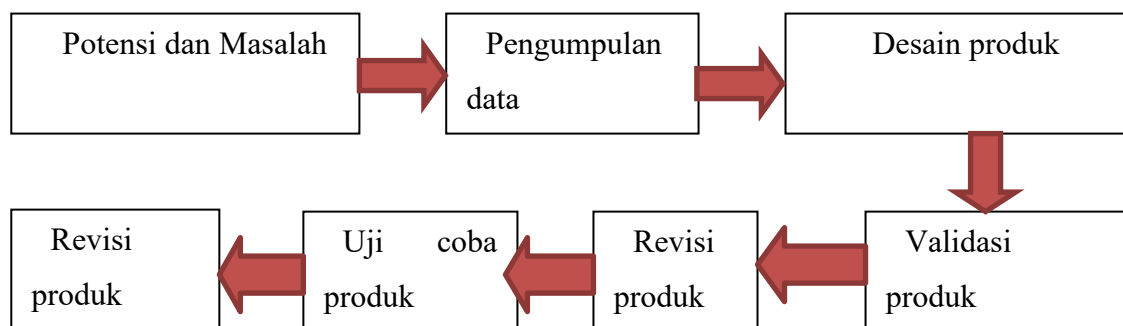 Potensi dan Masalah
Pengumpulan
data
Desain produk
Validasi
produk
Revisi
produk
Uji coba
produk
Revisi
produk